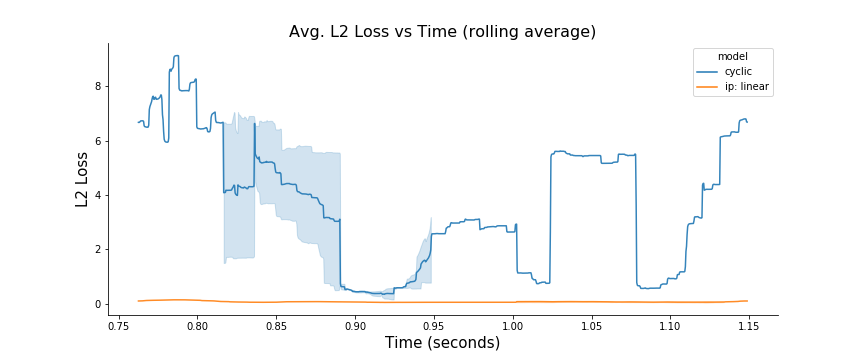 Avg. L2 Loss vs Time (rolling average)
model
cyclic
ip: linear
L2 Loss
8
6
4
2
0
0.75
0.80
0.85
0.90
0.95
1.00
1.05
1.10
1.15
Time (seconds)